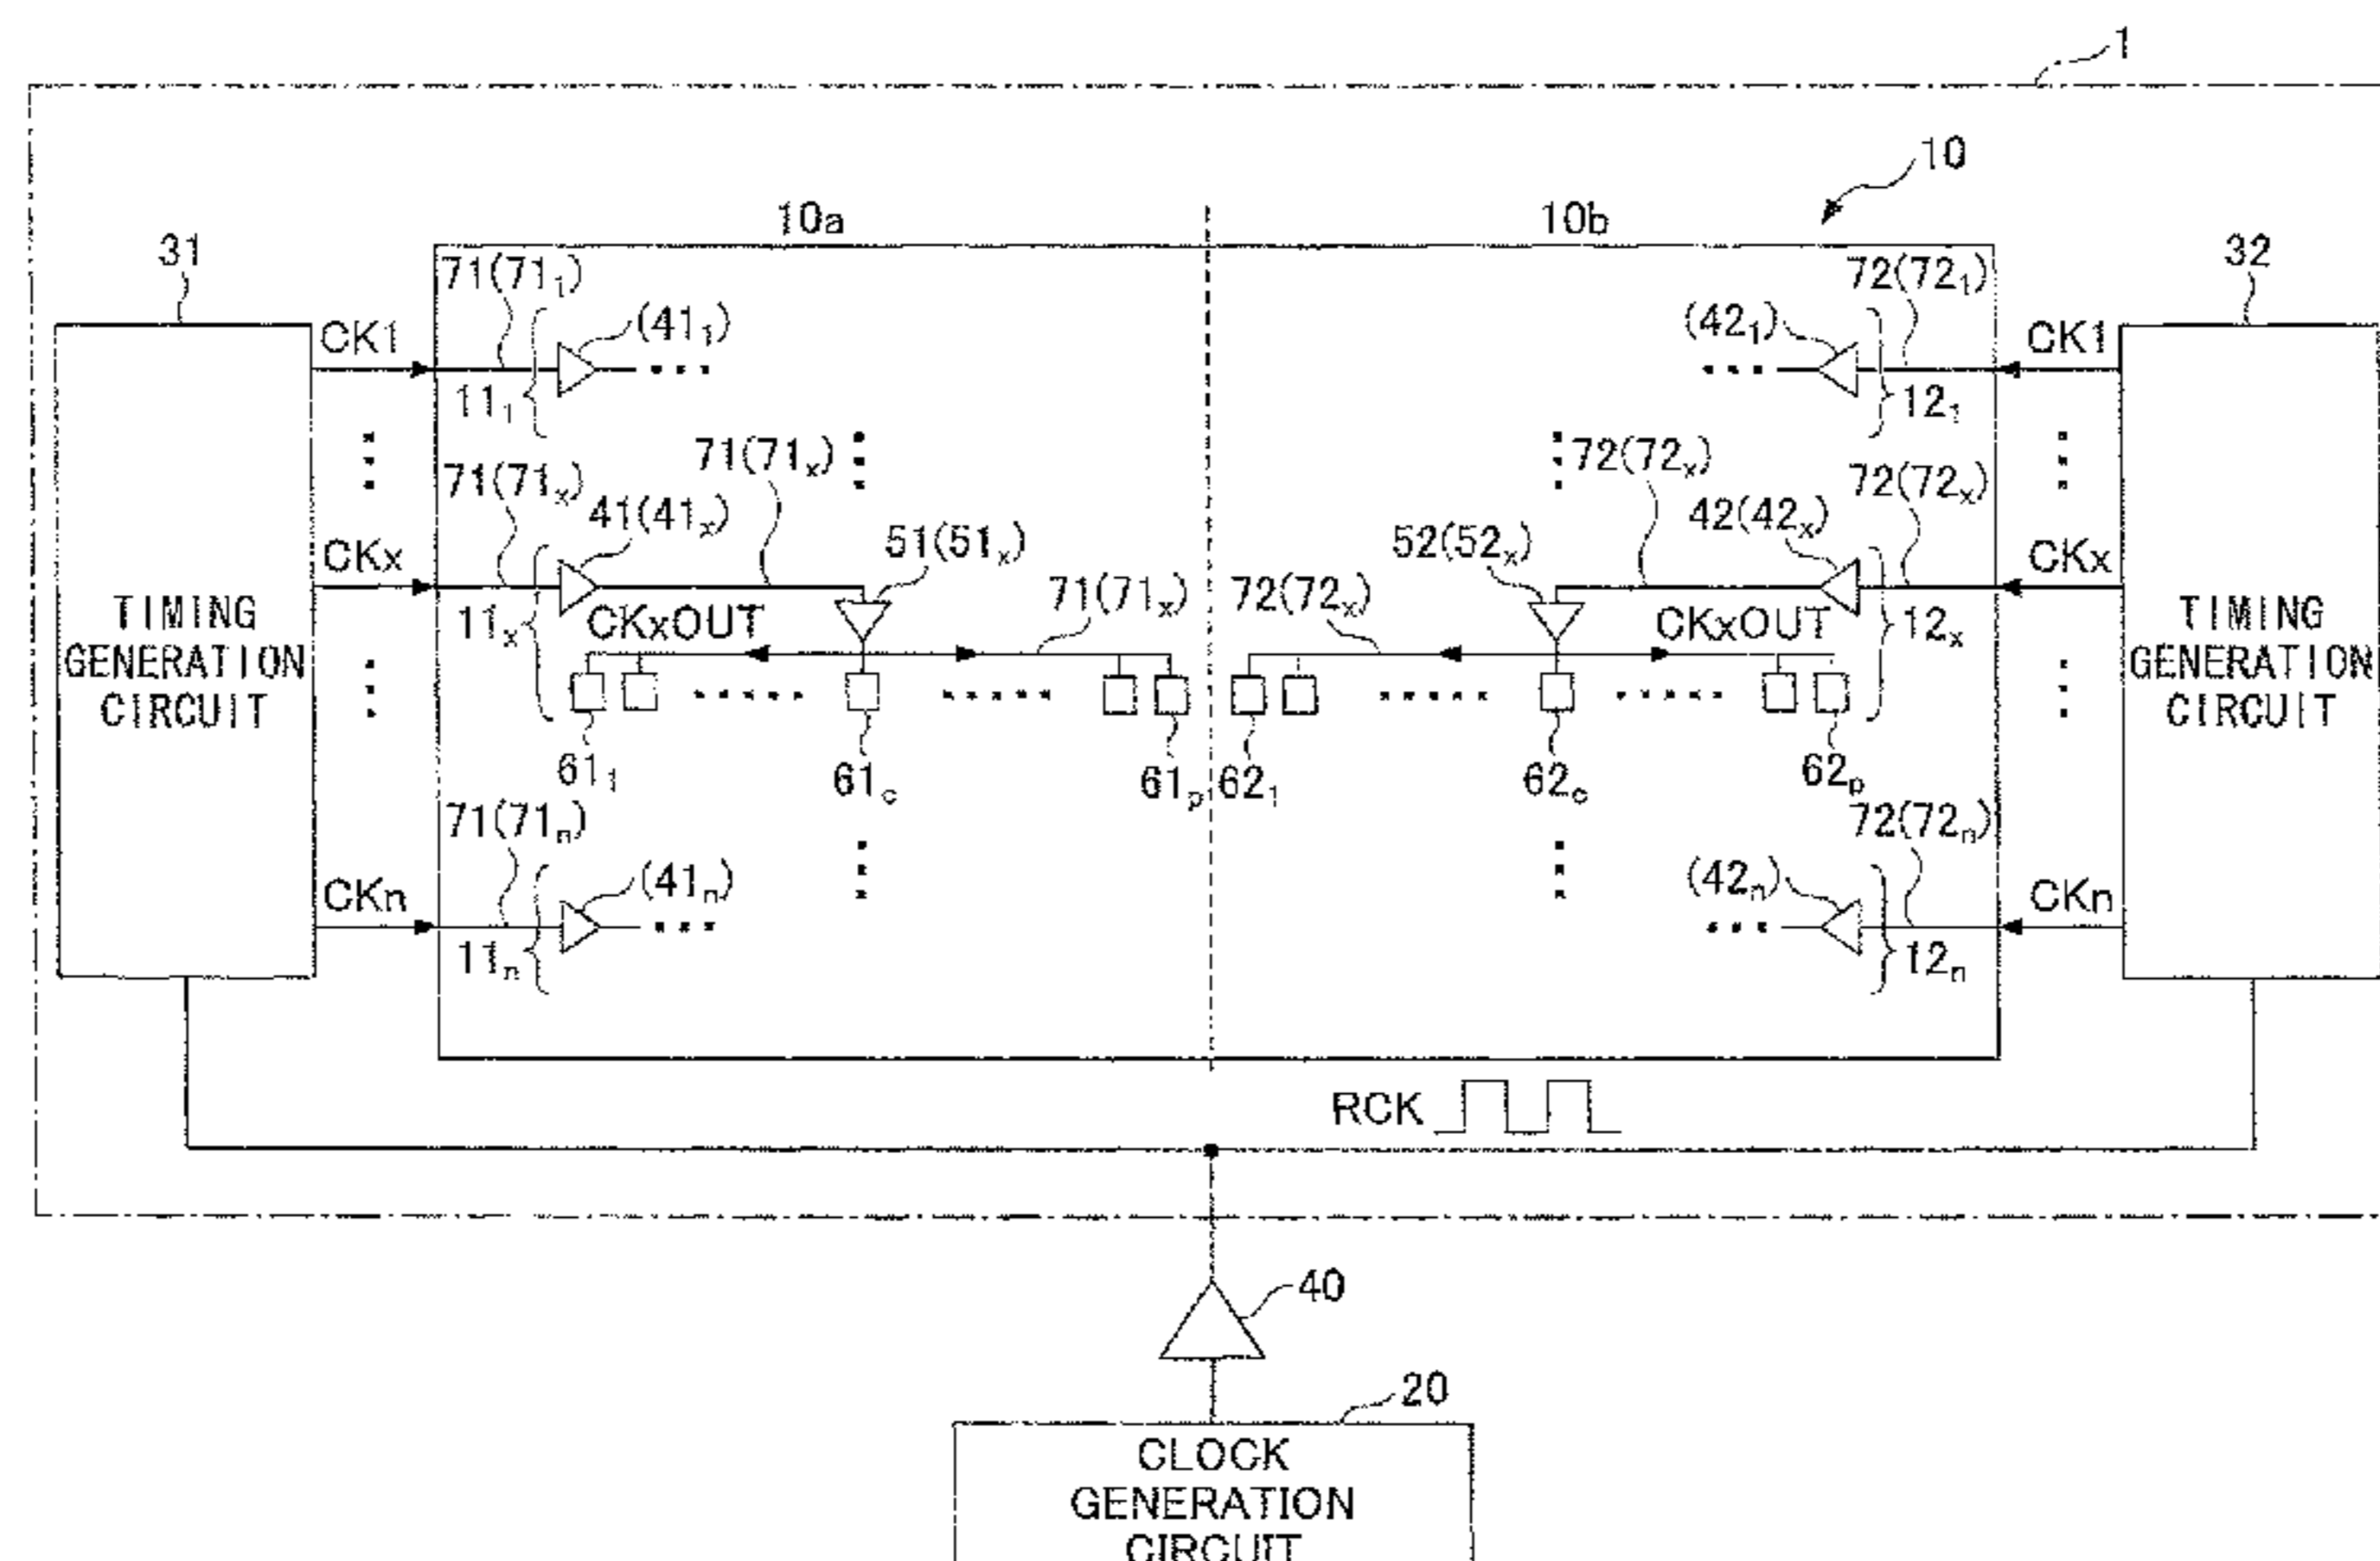 1
10
10a 10b
31 32
71(71₁) 72(72₁)
CK1 (41₁) (42₁) CK1
11₁ 12₁
71(71ₓ) 72(72ₓ)
71(71ₓ) 72(72ₓ)
41(41ₓ) 42(42ₓ)
51(51ₓ) 52(52ₓ)
CKx CKx
71(71ₓ) 72(72ₓ)
11ₓ CKxOUT CKxOUT 12ₓ
TIMING
GENERATION
CIRCUIT
TIMING
GENERATION
CIRCUIT
61₁ 61c 61p 62₁ 62c 62p
71(71ₙ) 72(72ₙ)
CKn (41ₙ) (42ₙ) CKn
11ₙ 12ₙ
RCK
40
20
CLOCK
GENERATION
CIRCUIT